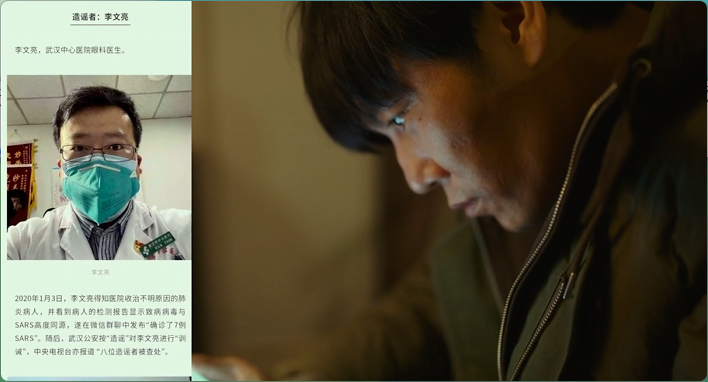 造谣者：李文亮
李文亮，武汉中心医院眼科医生。
李文亮
2020年1月3日，李文亮得知医院收治不明原因的肺
炎病人，并看到病人的检测报告显示致病病毒与
SARS高度同源，遂在微信群聊中发布“确诊了7例
SARS”。随后，武汉公安按“造谣”对李文亮进行“训
诫”，中央电视台亦报道 “八位造谣者被查处”。